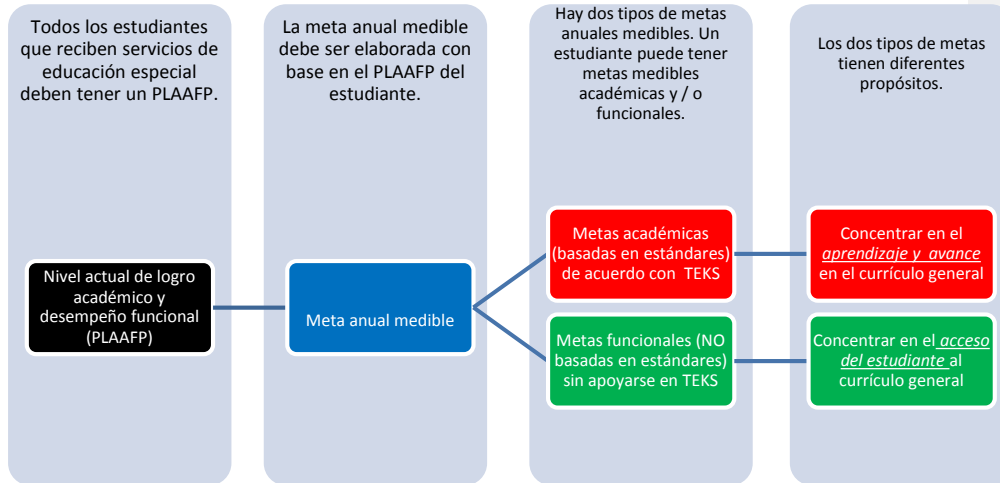 Todos los estudiantes
que reciben servicios de
educación especial
deben tener un PLAAFP.
La meta anual medible
debe ser elaborada con
base en el PLAAFP del
estudiante.
Hay dos tipos de metas
anuales medibles. Un
estudiante puede tener
metas medibles
académicas y / o
funcionales.
Los dos tipos de metas
tienen diferentes
propósitos.
Nivel actual de logro
académico y
desempeño funcional
(PLAAFP)
Meta anual medible
Metas académicas
(basadas en estándares)
de acuerdo con TEKS
Concentrar en el
aprendizaje y avance
en el currículo general
Metas funcionales (NO
basadas en estándares)
sin apoyarse en TEKS
Concentrar en el acceso
del estudiante al
currículo general